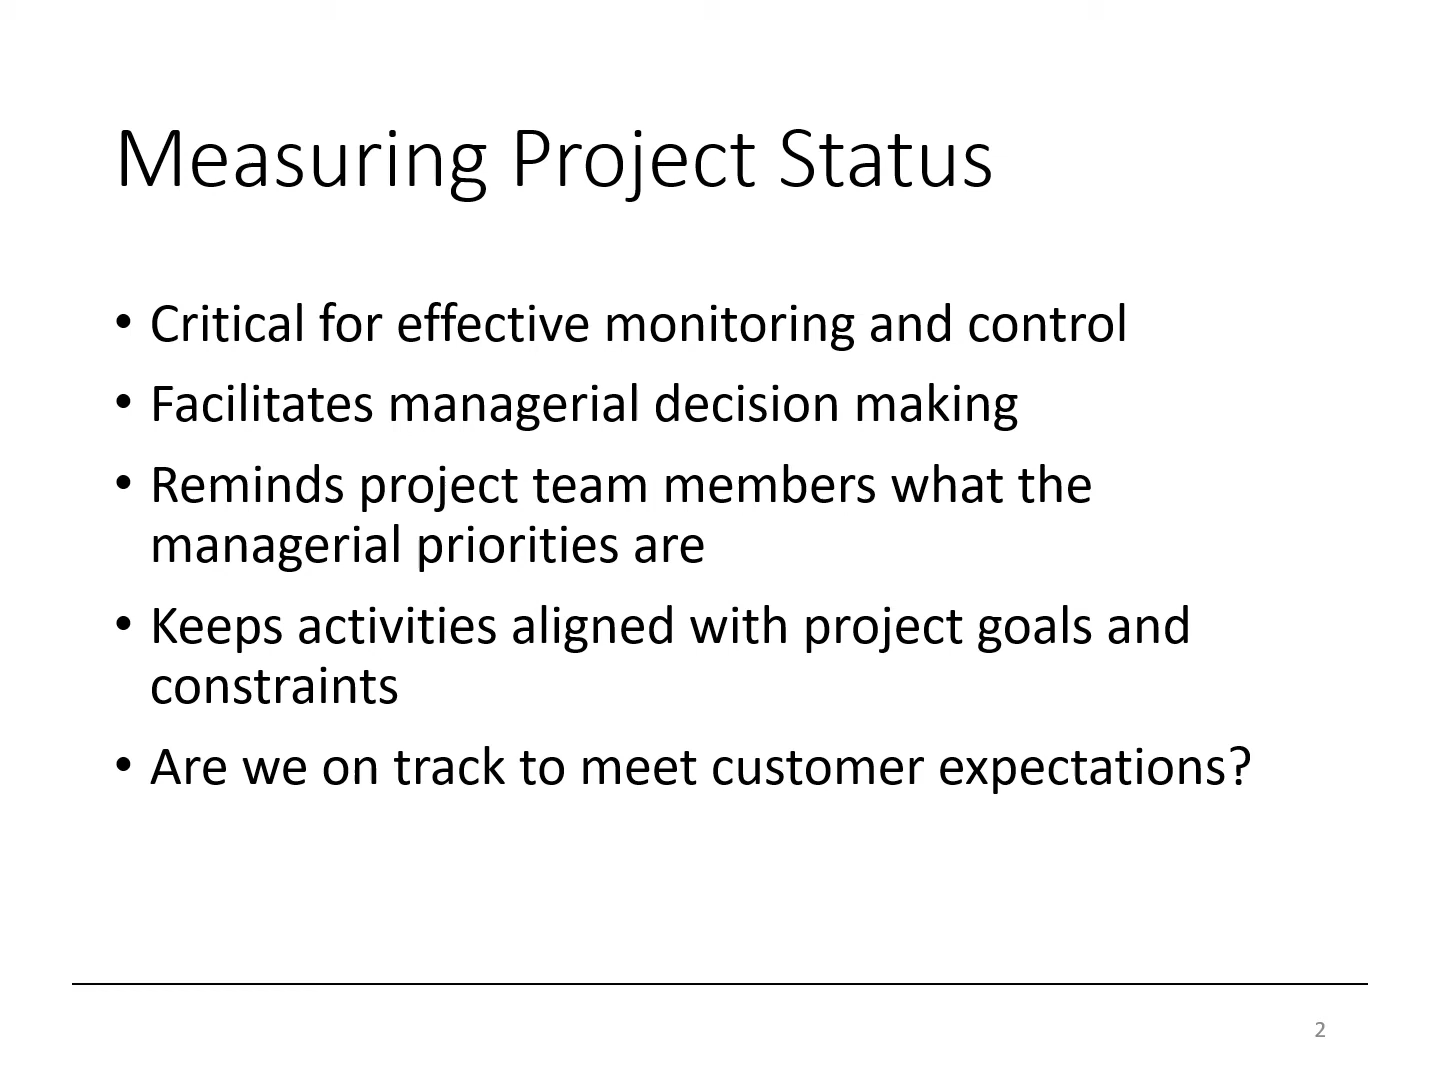 Measuring Project Status
• Critical for effective monitoring and control
• Facilitates managerial decision making
• Reminds project team members what the
managerial priorities are
• Keeps activities aligned with project goals and
constraints
• Are we on track to meet customer expectations?
2